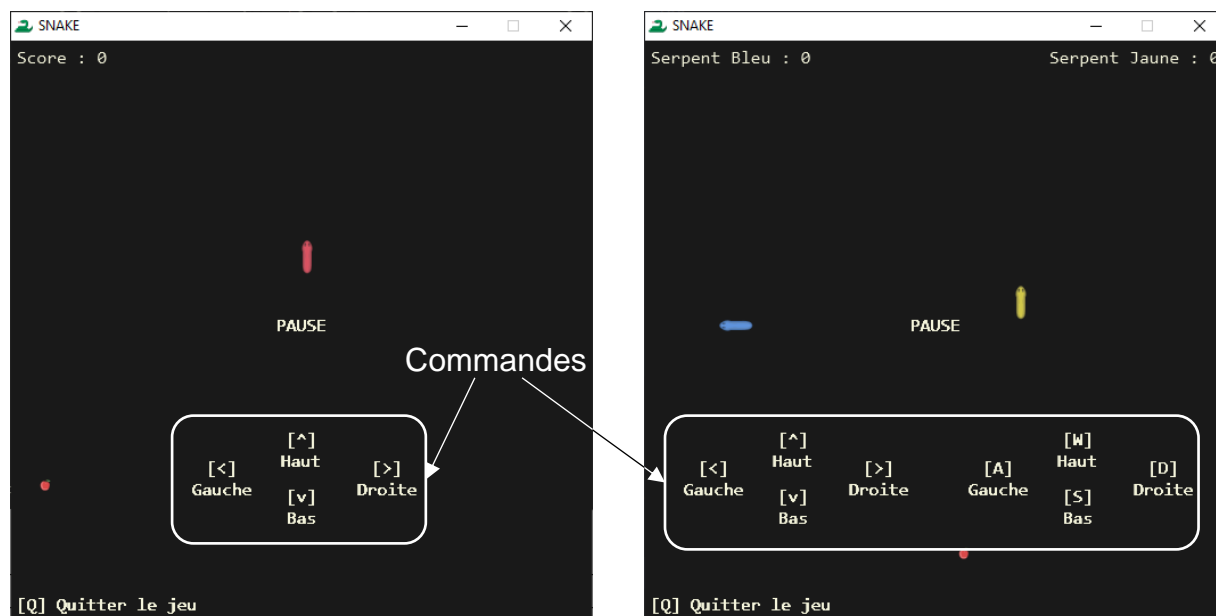 SNAKE
Score : 0
PAUSE
[^]
Haut
[<]
Gauche
[>]
Droite
[v]
Bas
[Q] Quitter le jeu
Commandes
SNAKE
Serpent Bleu : 0
Serpent Jaune : 0
PAUSE
[^]
Haut
[<]
Gauche
[>]
Droite
[v]
Bas
[W]
Haut
[A]
Gauche
[D]
Droite
[S]
Bas
[Q] Quitter le jeu